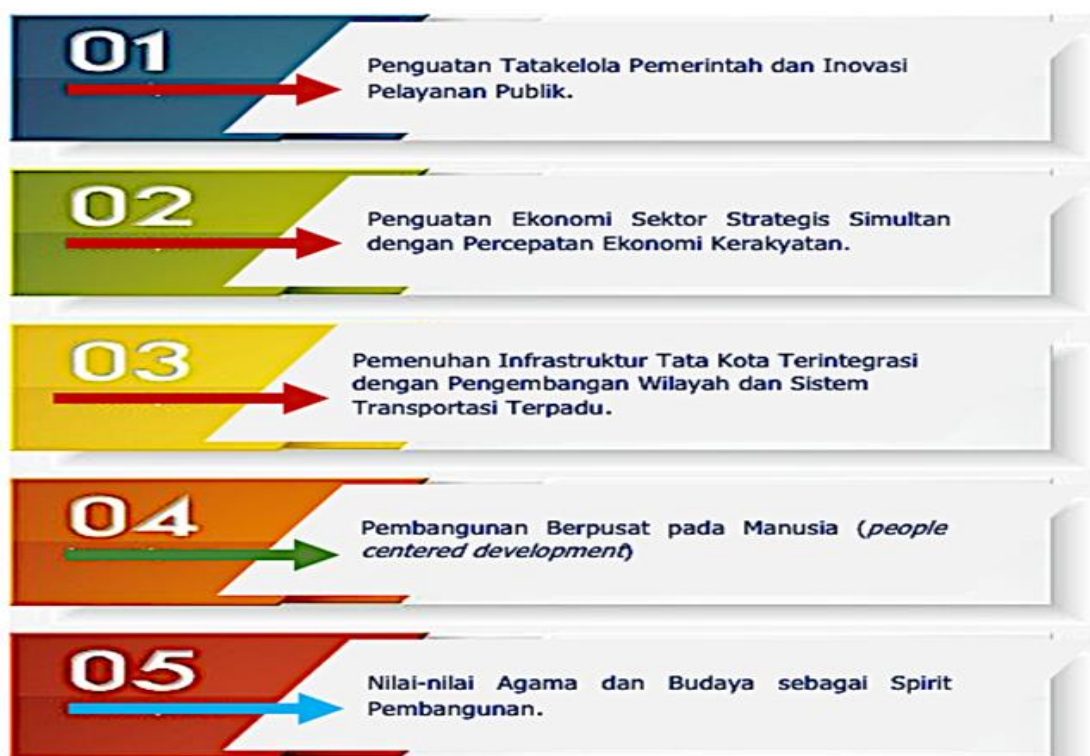 01
Penguatan Tatakelola Pemerintah dan Inovasi
Pelayanan Publik.
02
Penguatan Ekonomi Sektor Strategis Simultan
dengan Percepatan Ekonomi Kerakyatan.
03
Pemenuhan Infrastruktur Tata Kota Terintegrasi
dengan Pengembangan Wilayah dan Sistem
Transportasi Terpadu.
04
Pembangunan Berpusat pada Manusia (people
centered development)
05
Nilai-nilai Agama dan Budaya sebagai Spirit
Pembangunan.